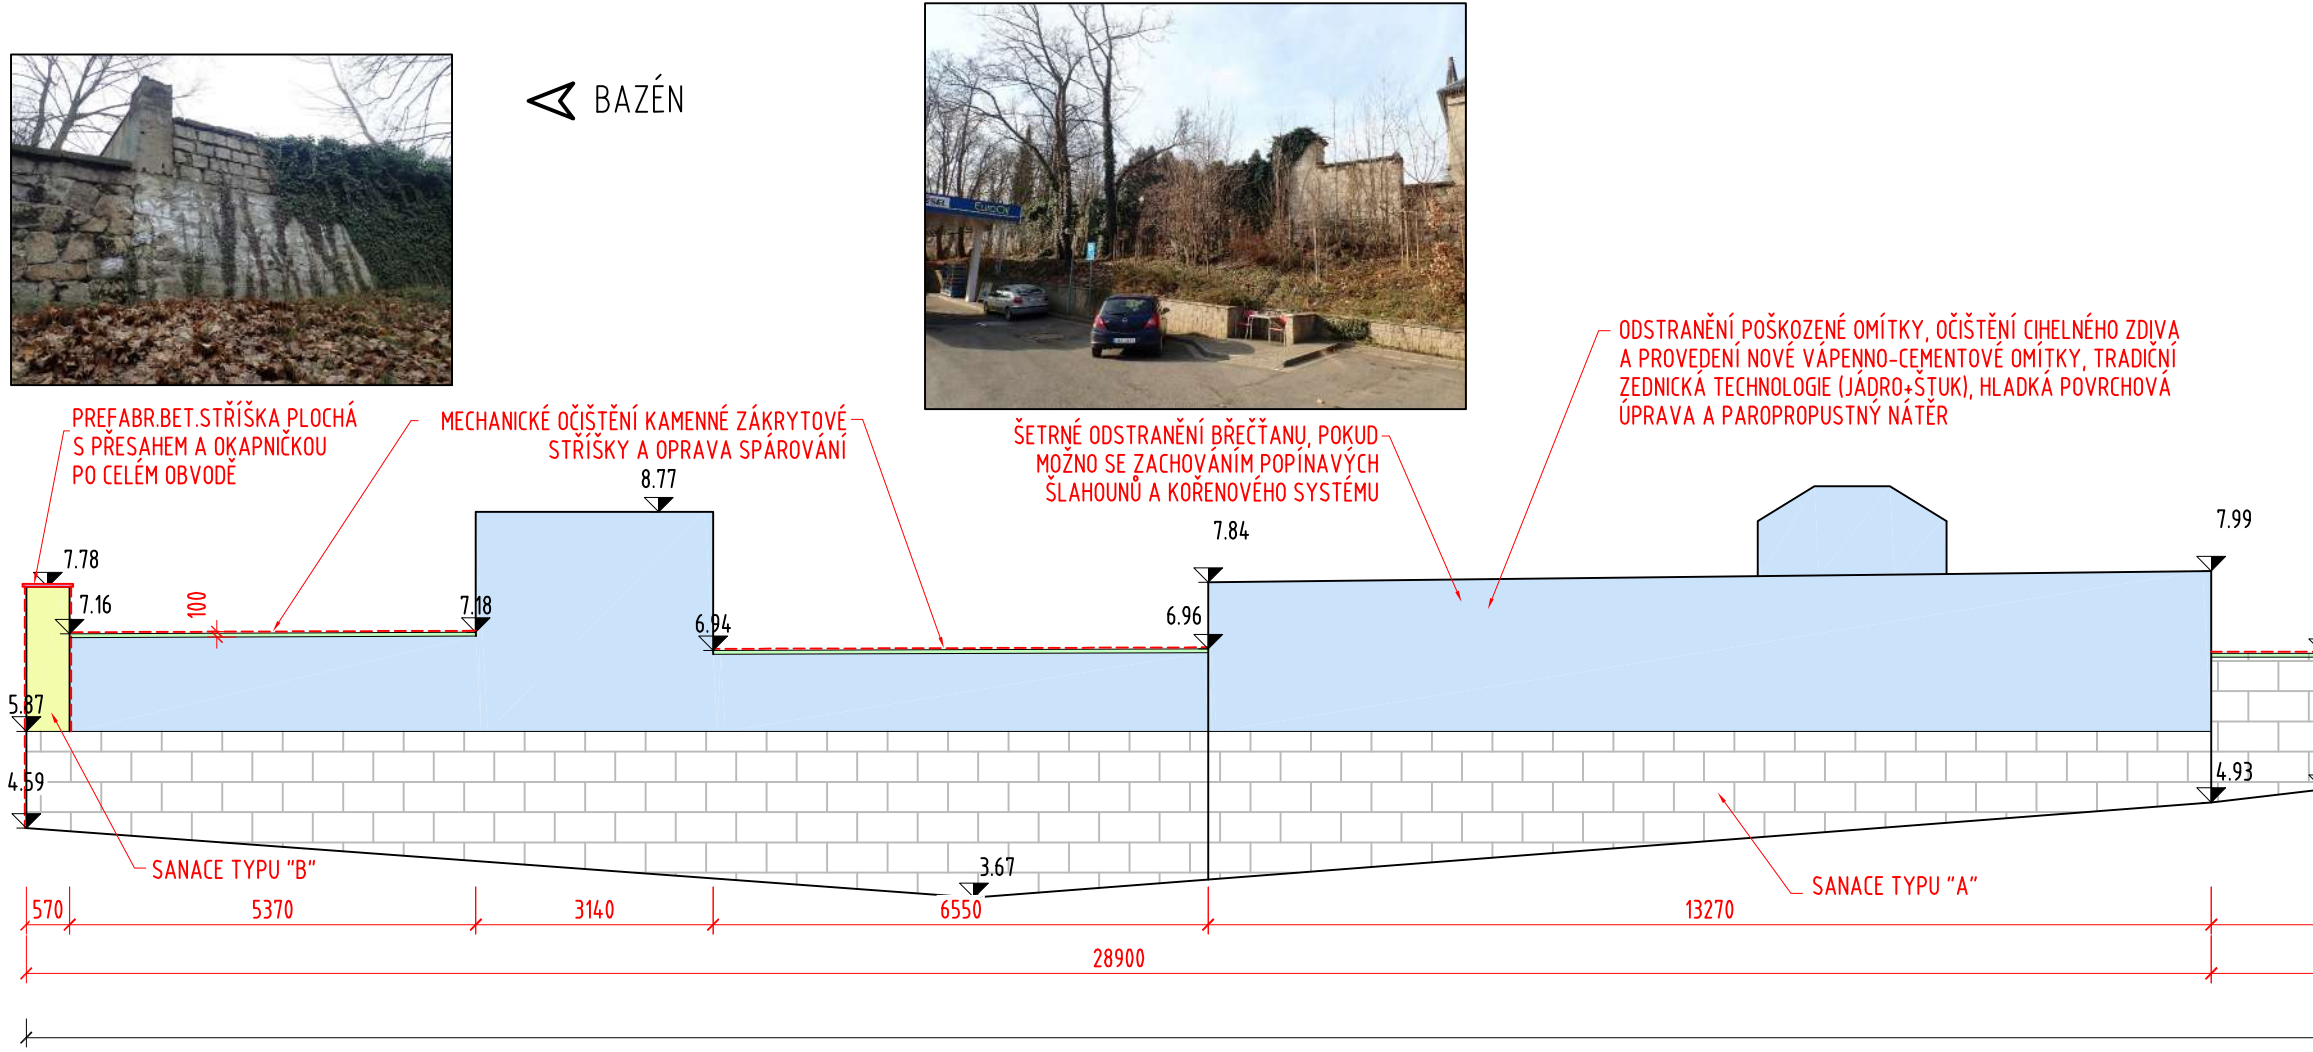 BAZÉN
PREFABR.BET.STŘÍŠKA PLOCHÁ
S PŘESAHEM A OKAPNIČKOU
PO CELÉM OBVODĚ
MECHANICKÉ OČIŠTĚNÍ KAMENNÉ ZÁKRYTOVÉ
STŘÍŠKY A OPRAVA SPÁROVÁNÍ
ŠETRNÉ ODSTRANĚNÍ BŘEČŤANU, POKUD
MOŽNO SE ZACHOVÁNÍM POPÍNAVÝCH
ŠLAHOUNŮ A KOŘENOVÉHO SYSTÉMU
ODSTRANĚNÍ POŠKOZENÉ OMÍTKY, OČIŠTĚNÍ CIHELNÉHO ZDIVA
A PROVEDENÍ NOVÉ VÁPENNO-CEMENTOVÉ OMÍTKY, TRADIČNÍ
ZEDNICKÁ TECHNOLOGIE (JÁDRO+ŠTUK), HLADKÁ POVRCHOVÁ
ÚPRAVA A PAROPROPUSTNÝ NÁTĚR
EuroOil
8.77
7.84
7.99
7.78
7.16
100
7.18
6.94
6.96
5.87
4.59
4.93
3.67
SANACE TYPU "B"
SANACE TYPU "A"
570
5370
3140
6550
13270
28900